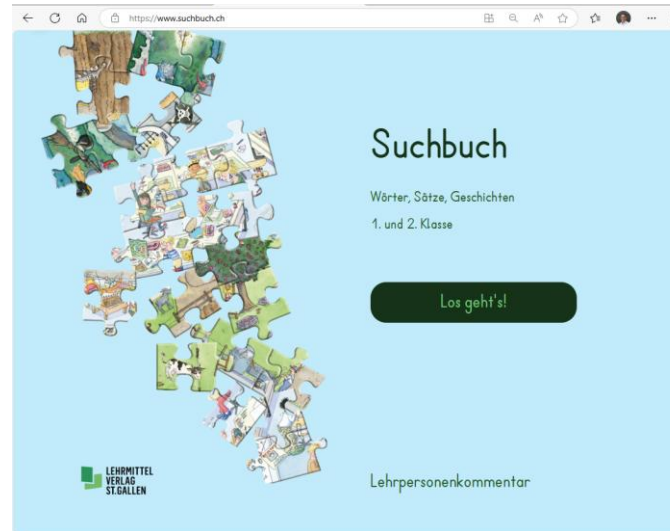 https://www.suchbuch.ch
Suchbuch
Wörter, Sätze, Geschichten
1. und 2. Klasse
Los geht's!
LEHRMITTEL
VERLAG
ST.GALLEN
Lehrpersonenkommentar